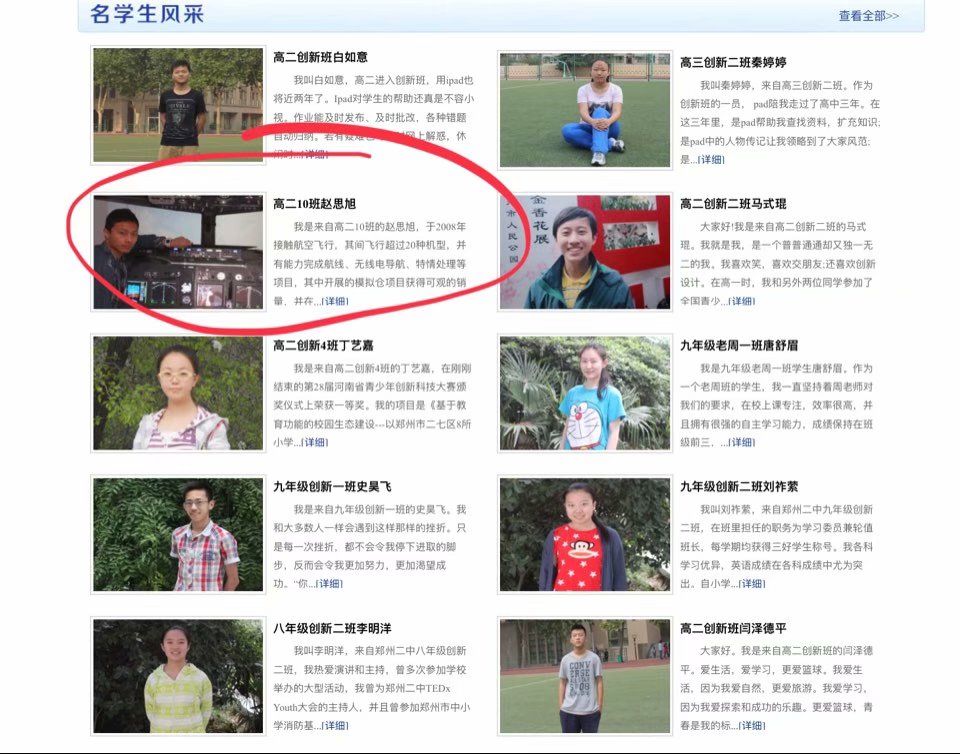 名学生风采
查看全部>>
高二创新班白如意
我叫白如意，高二进入创新班，用ipad也
将近两年了。Ipad对学生的帮助还真是不容小
视。作业能及时发布、及时批改，各种错题
自动归纳。若有疑难
网上解惑，休
[详细]
高三创新二班秦婷婷
我叫秦婷婷，来自高三创新二班。作为
创新班的一员， pad陪我走过了高中三年。在
这三年里，是pad帮助我查找资料，扩充知识;
是pad中的人物传记让我领略到了大家风范;
是...[详细]
高二10班赵思旭
我是来自高二10班的赵思旭，于2008年
接触航空飞行，其间飞行超过20种机型，并
有能力完成航线、无线电导航、特情处理等
项目，其中开展的模拟仓项目获得可观的销
量，并在...[详细]
金香花展
市人民公园
高二创新二班马式琨
大家好!我是来自高二创新二班的马式
琨。我就是我，是一个普普通通却又独一无
二的我。我喜欢笑，喜欢交朋友;还喜欢创新
设计。在高一时，我和另外两位同学参加了
全国青少...[详细]
高二创新4班丁艺嘉
我是来自高二创新4班的丁艺嘉，在刚刚
结束的第28届河南省青少年创新科技大赛颁
奖仪式上荣获一等奖。我的项目是《基于教
育功能的校园生态建设---以郑州市二七区8所
小学...[详细]
九年级老周一班唐舒眉
我是九年级老周一班学生唐舒眉。作为
一个老周班的学生，我一直坚持着周老师对
我们的要求，在校上课专注，效率很高，并
且拥有很强的自主学习能力，成绩保持在班
级前三，...[详细]
九年级创新一班史昊飞
我是来自九年级创新一班的史昊飞。我
和大多数人一样会遇到这样那样的挫折。只
是每一次挫折，都不会令我停下进取的脚
步，反而会令我更加努力，更加渴望成
功。“你...[详细]
九年级创新二班刘祚萦
我叫刘祚萦，来自郑州二中九年级创新
二班，在班里担任的职务为学习委员兼轮值
班长，每学期均获得三好学生称号。我各科
学习优异，英语成绩在各科成绩中尤为突
出。自小学...[详细]
八年级创新二班李明洋
我叫李明洋，来自郑州二中八年级创新
二班，我热爱演讲和主持，曾多次参加学校
举办的大型活动，我曾为郑州二中TEDx
Youth大会的主持人，并且曾参加郑州市中小
学消防基...[详细]
CONVERSE
高二创新班闫泽德平
大家好。我是来自高二创新班的闫泽德
平。爱生活，爱学习，更爱篮球。我爱生
活，因为我爱自然，更爱旅游。我爱学习，
因为我爱探索和成功的乐趣。更爱篮球，青
春是我的标...[详细]